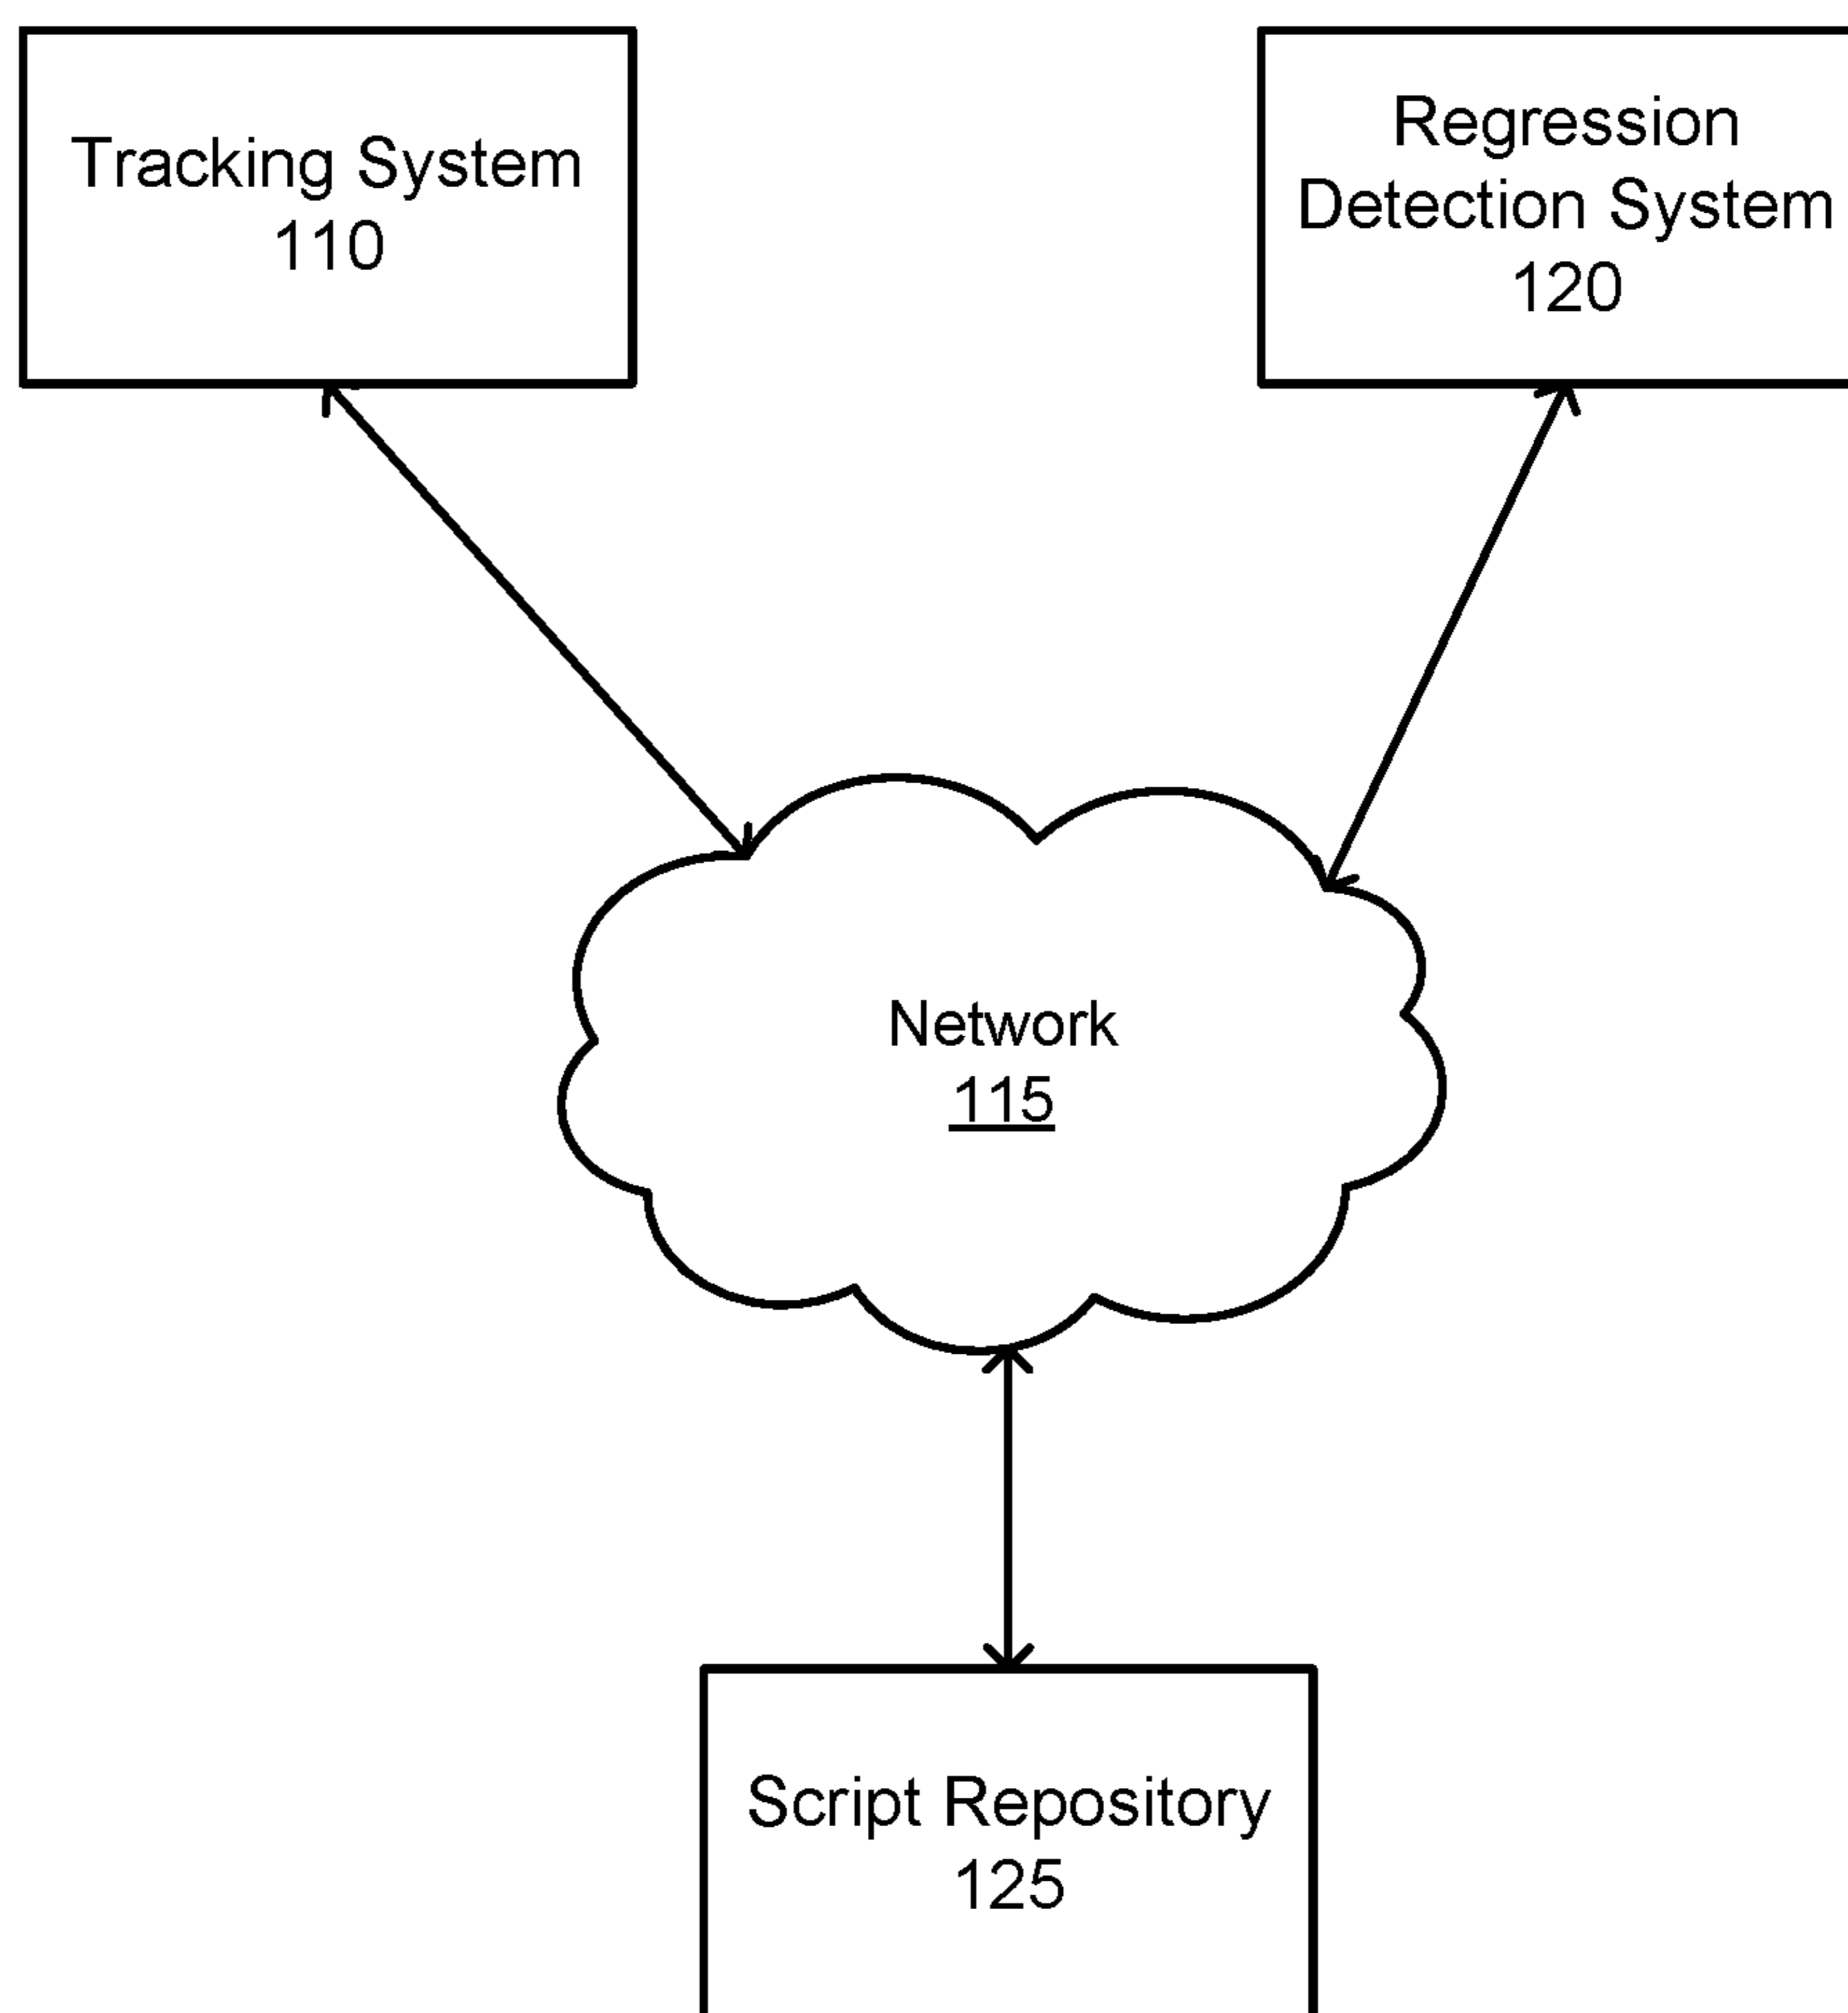 Tracking System
110
Regression
Detection System
120
Network
115
Script Repository
125